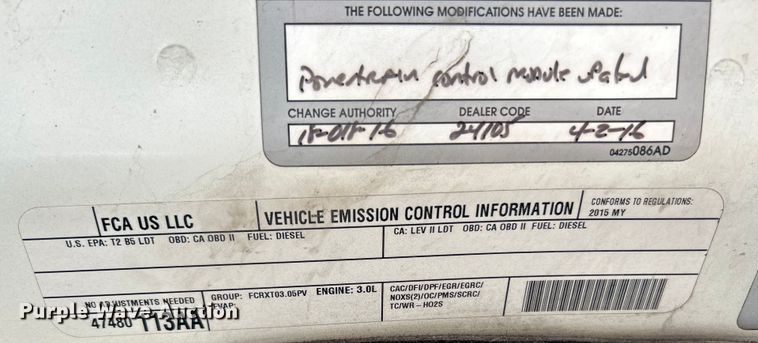 THE FOLLOWING MODIFICATIONS HAVE BEEN MADE:
Powertrain control module
CHANGE AUTHORITY DEALER CODE DATE
18-018-16 24105 4-2-16
04275086AD
FCA US LLC VEHICLE EMISSION CONTROL INFORMATION CONFORMS TO REGULATIONS:
2015 MY
U.S. EPA: T2 B5 LDT OBD: CA OBD II FUEL: DIESEL CA: LEV II LDT OBD: CA OBD II FUEL: DIESEL
NO ADJUSTMENTS NEEDED GROUP: FCRXT03.05PV ENGINE: 3.0L CAC/DFI/DPF/EGR/EGRC/
EVAP: NOXS(2)/OC/PMS/SCRC/
47480 113AA TC/WR-HO2S
Purple Wave Auction